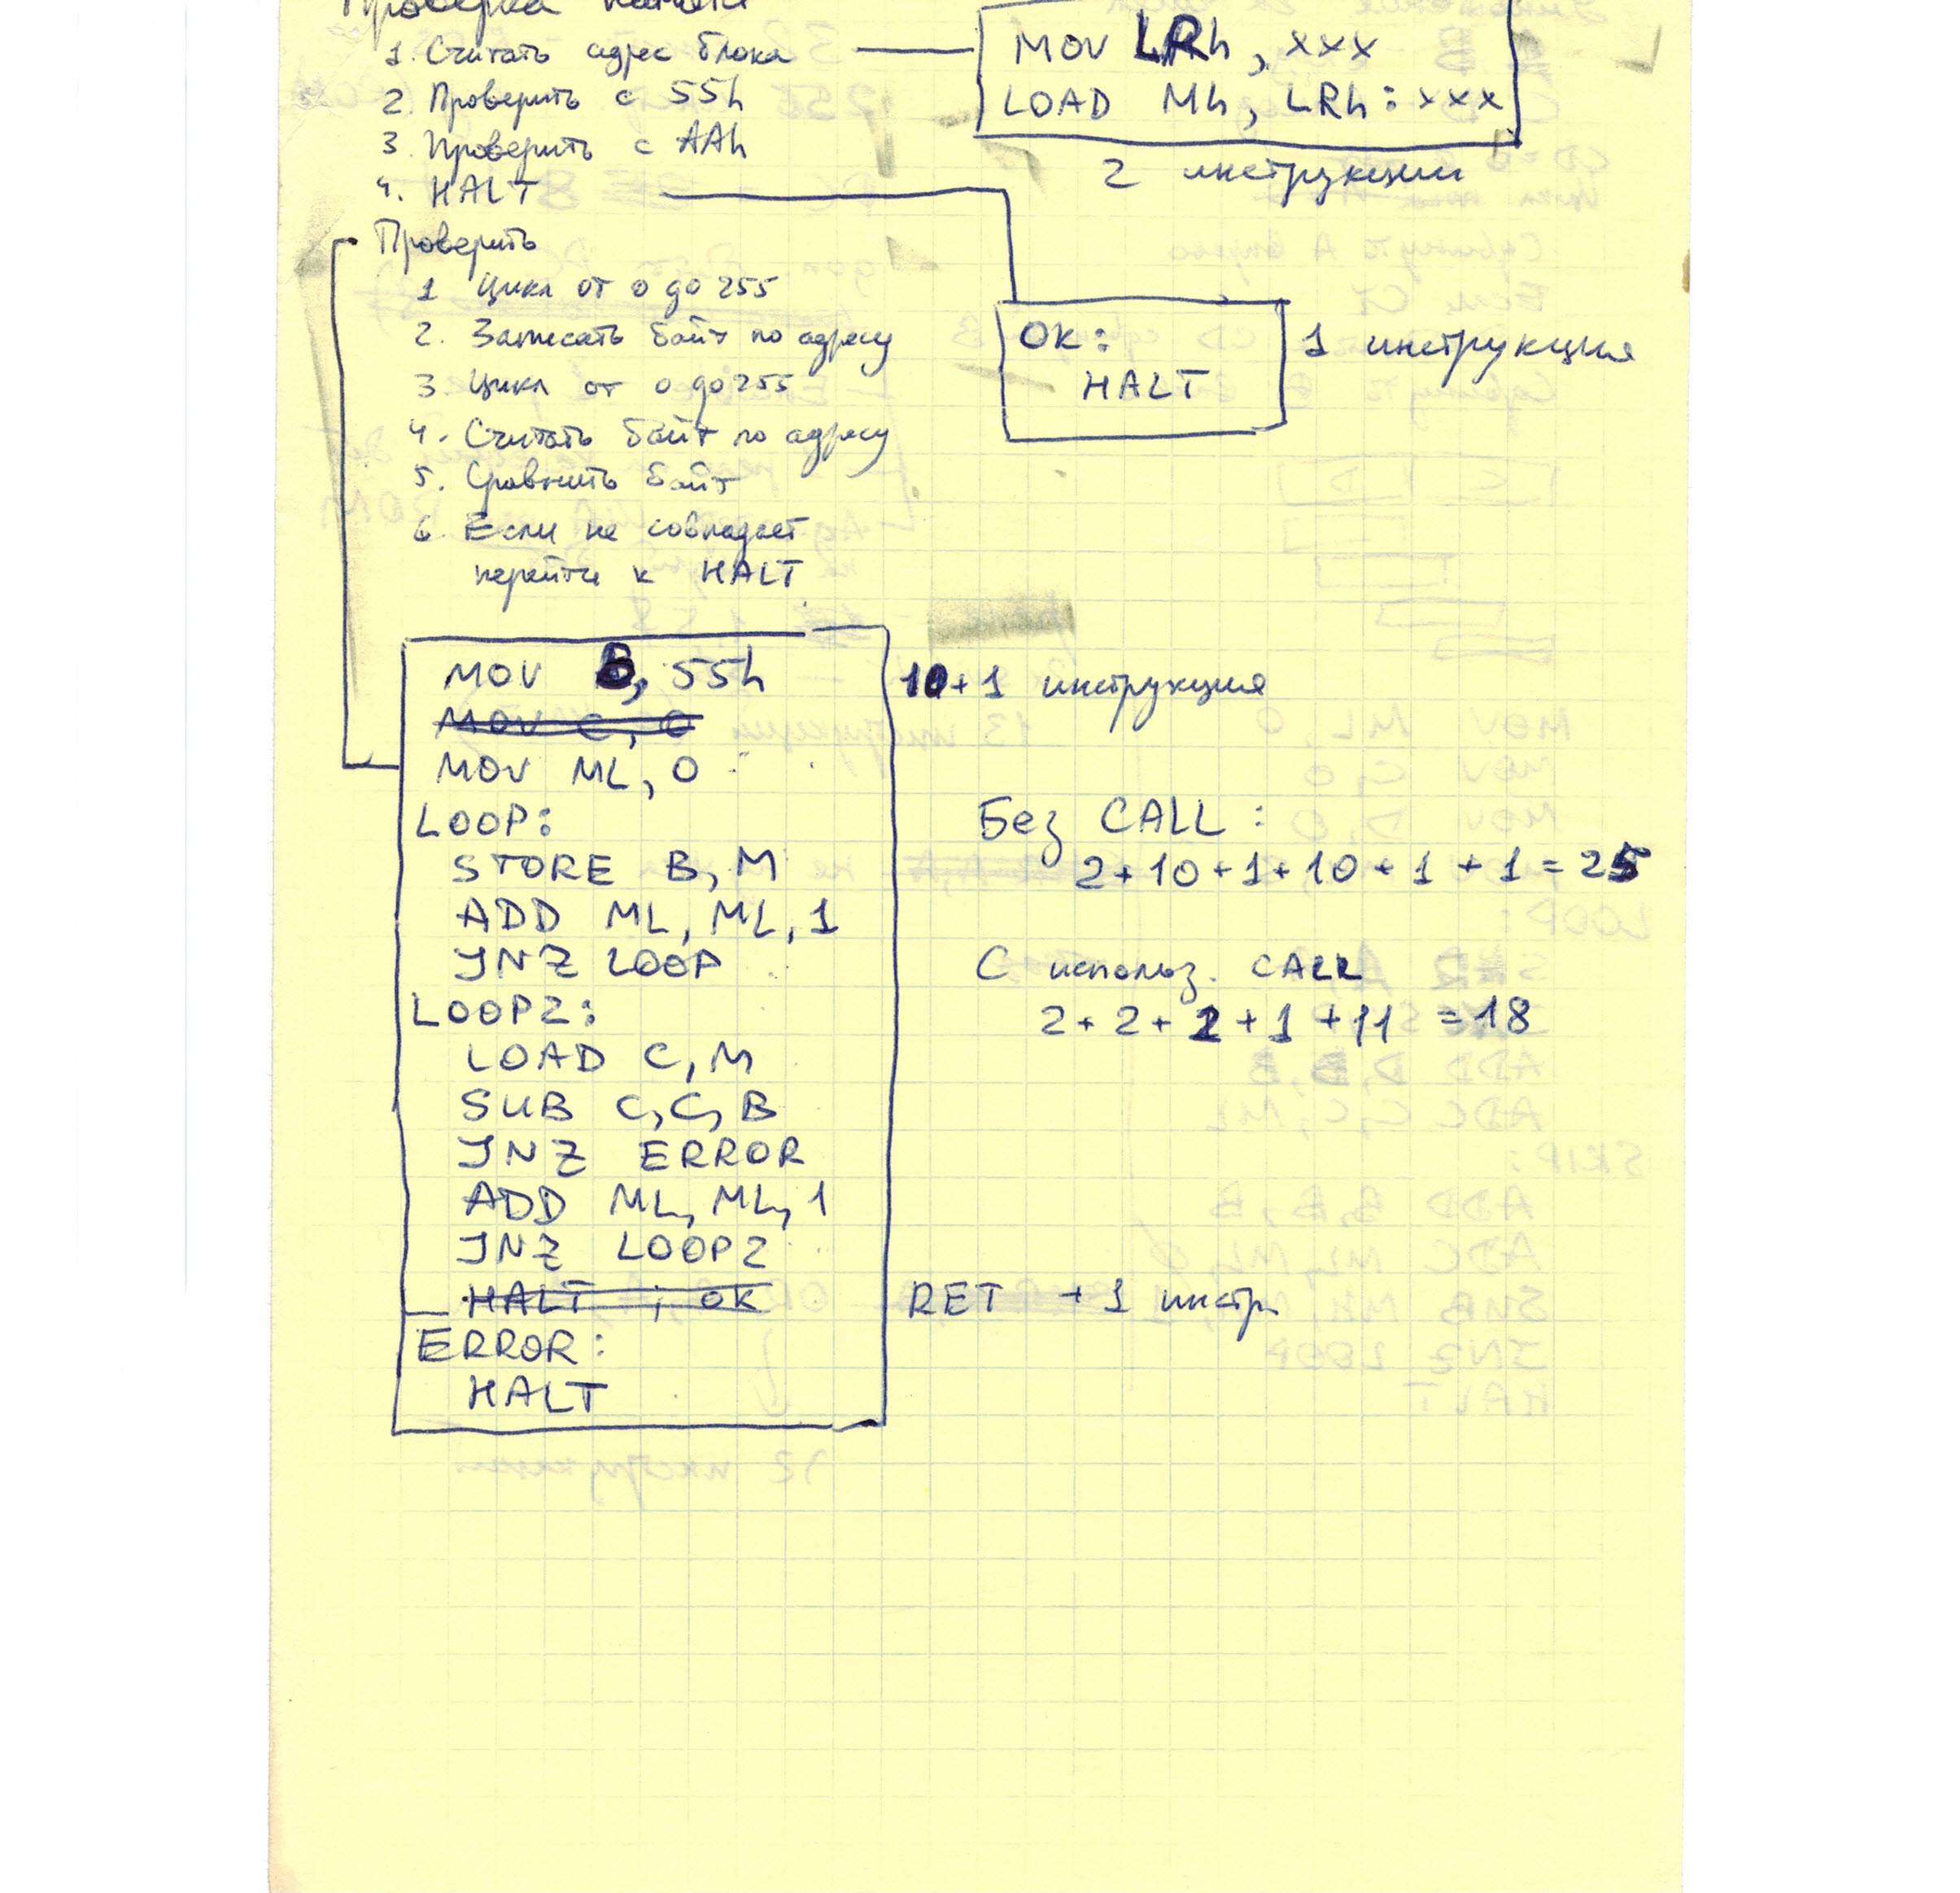 Проверка памяти
1. Считать адрес блока
2. Проверить с 55h
3. Проверить с AAh
4. HALT
MOV LRh, xxx
LOAD Mh, LRh:xxx
2 инструкции
Проверить
1 Цикл от 0 до 255
2. Записать байт по адресу
3. Цикл от 0 до 255
4. Считать байт по адресу
5. Сравнить байт
6. Если не совпадает
перейти к HALT
OK:
HALT
1 инструкция
MOV B, 55h
MOV C, 0
MOV ML, 0
LOOP:
STORE B, M
ADD ML, ML, 1
JNZ LOOP
LOOP2:
LOAD C, M
SUB C, C, B
JNZ ERROR
ADD ML, ML, 1
JNZ LOOP2
HALT ; OK
ERROR:
HALT
10+1 инструкция
Без CALL:
2+10+1+10+1+1=25
С использ. CALL
2+2+2+1+11=18
RET +1 инстр.